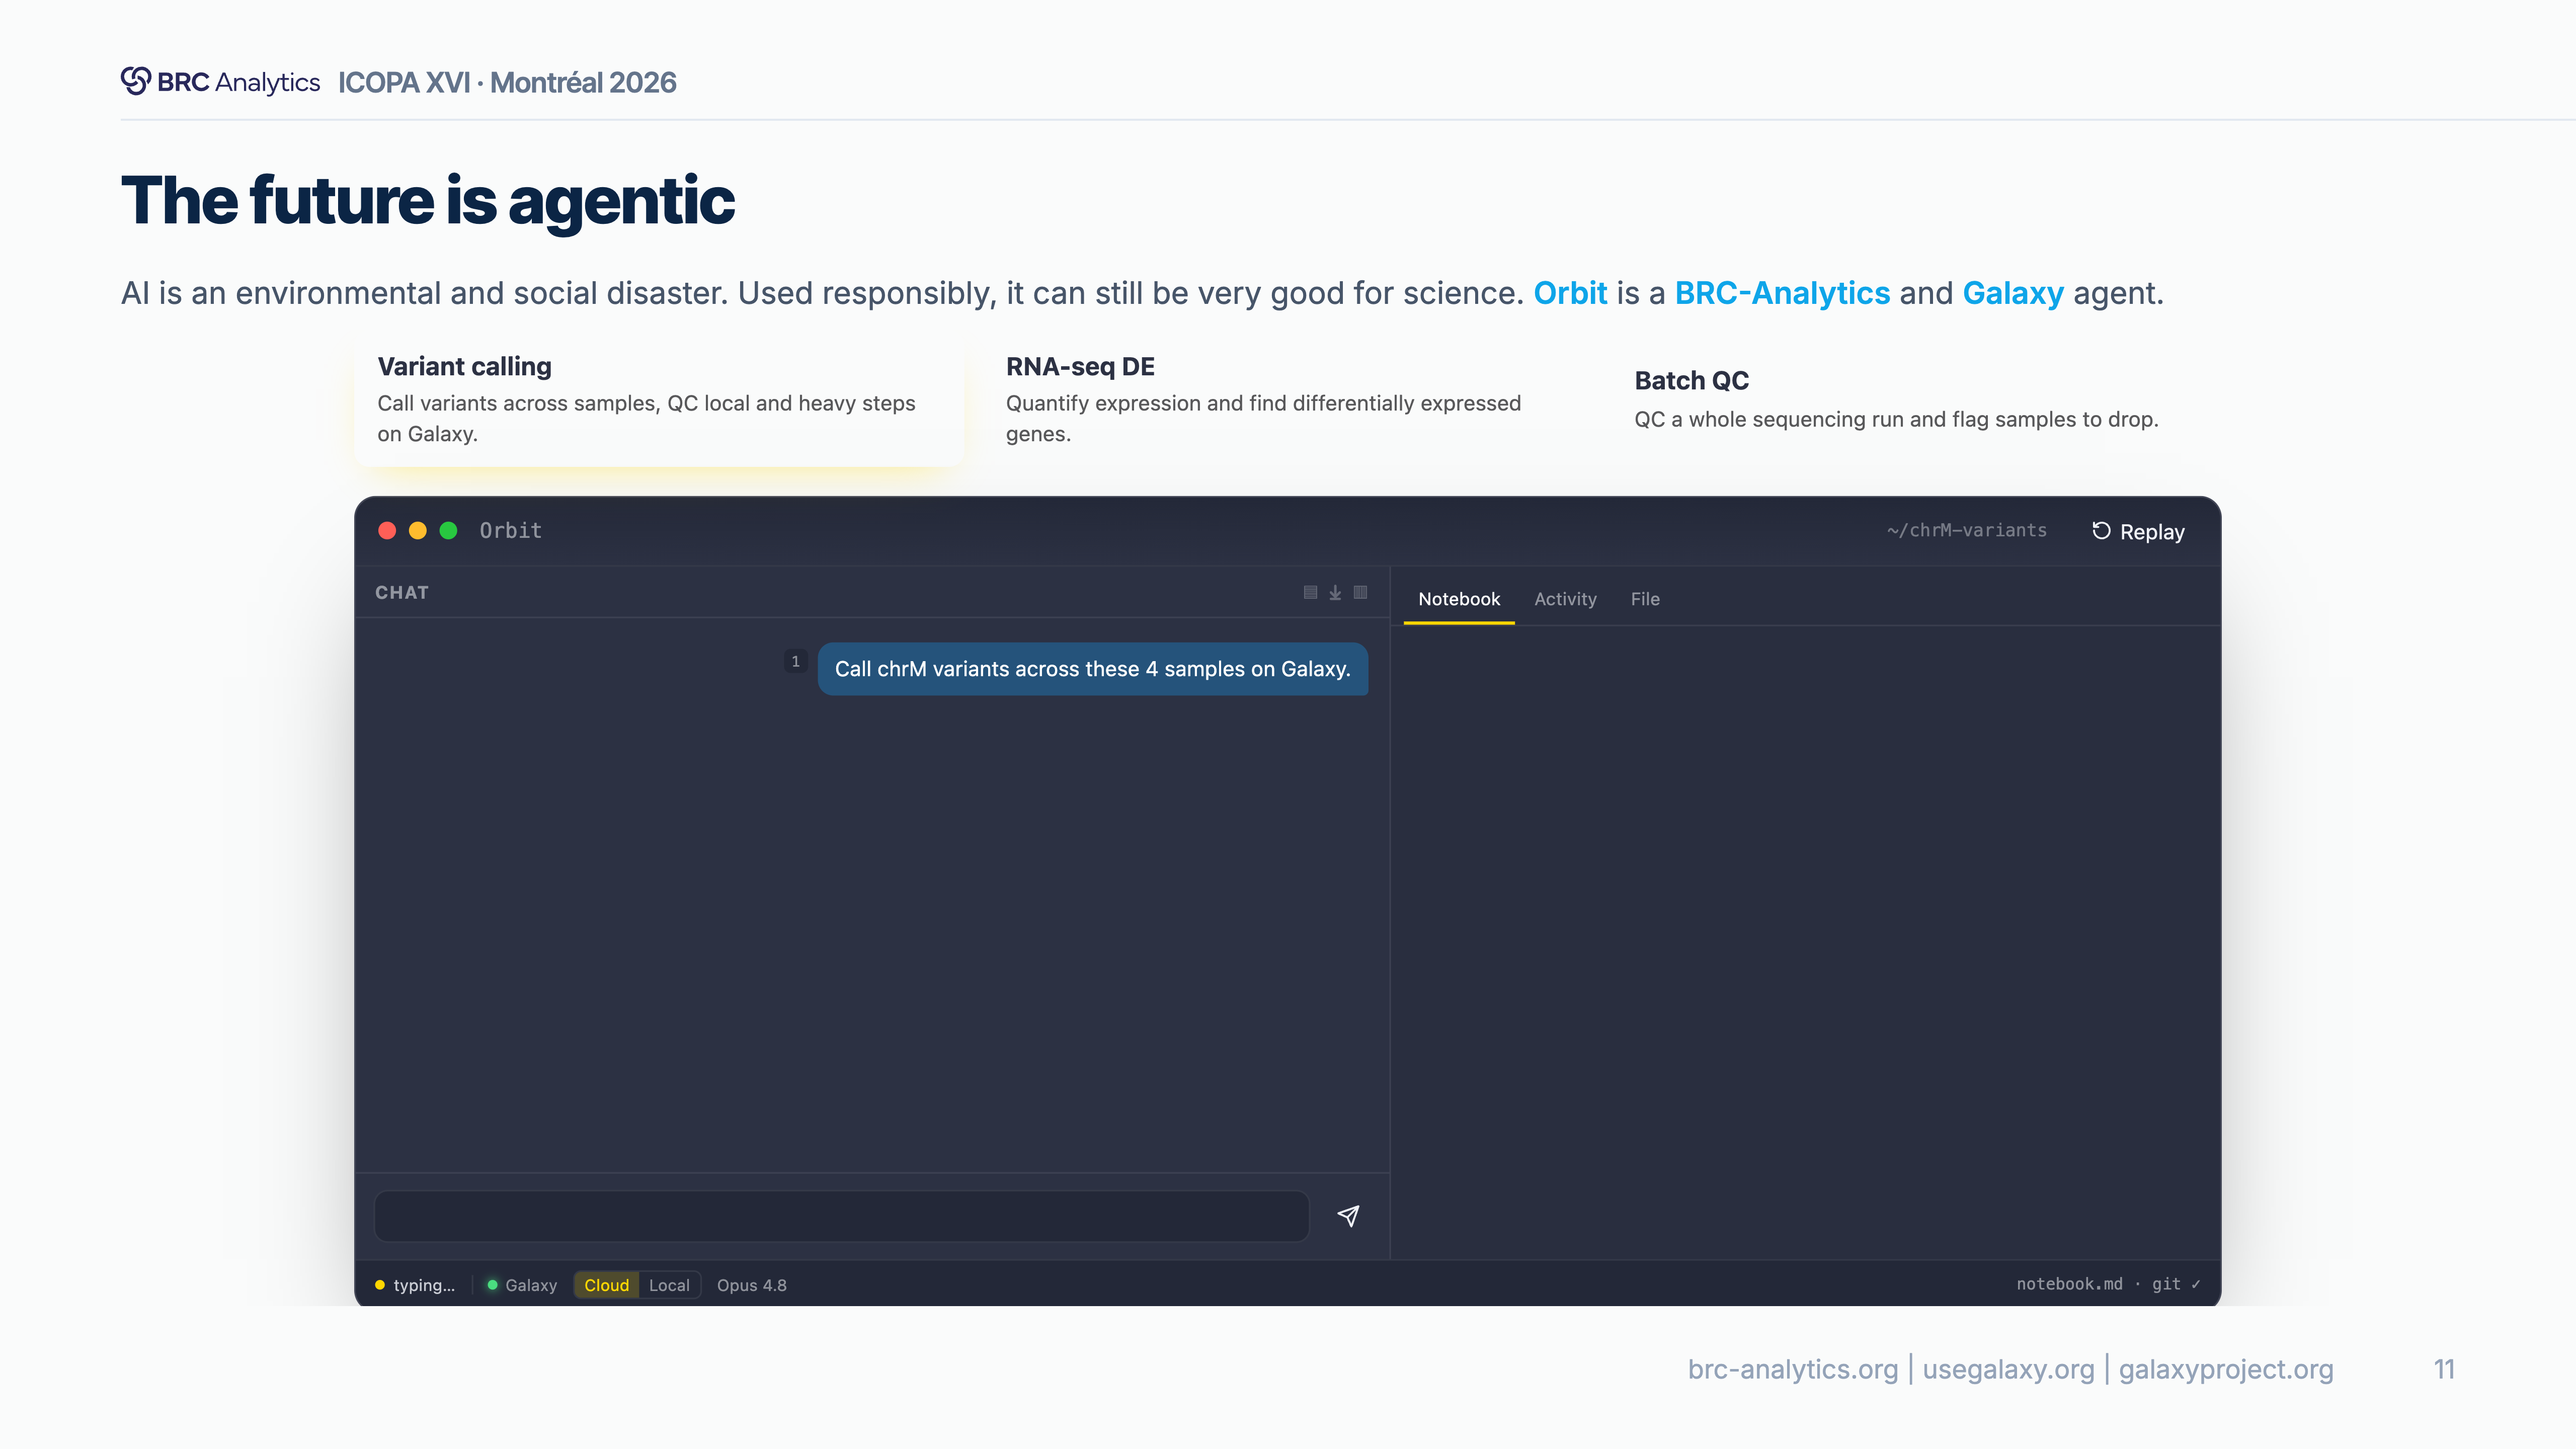 BRC Analytics ICOPA XVI · Montréal 2026
The future is agentic
AI is an environmental and social disaster. Used responsibly, it can still be very good for science. Orbit is a BRC-Analytics and Galaxy agent.
Variant calling
Call variants across samples, QC local and heavy steps
on Galaxy.
RNA-seq DE
Quantify expression and find differentially expressed
genes.
Batch QC
QC a whole sequencing run and flag samples to drop.
Orbit
~/chrM-variants
Replay
CHAT
Notebook Activity File
1
Call chrM variants across these 4 samples on Galaxy.
typing... Galaxy Cloud Local Opus 4.8
notebook.md · git ✓
brc-analytics.org | usegalaxy.org | galaxyproject.org
11